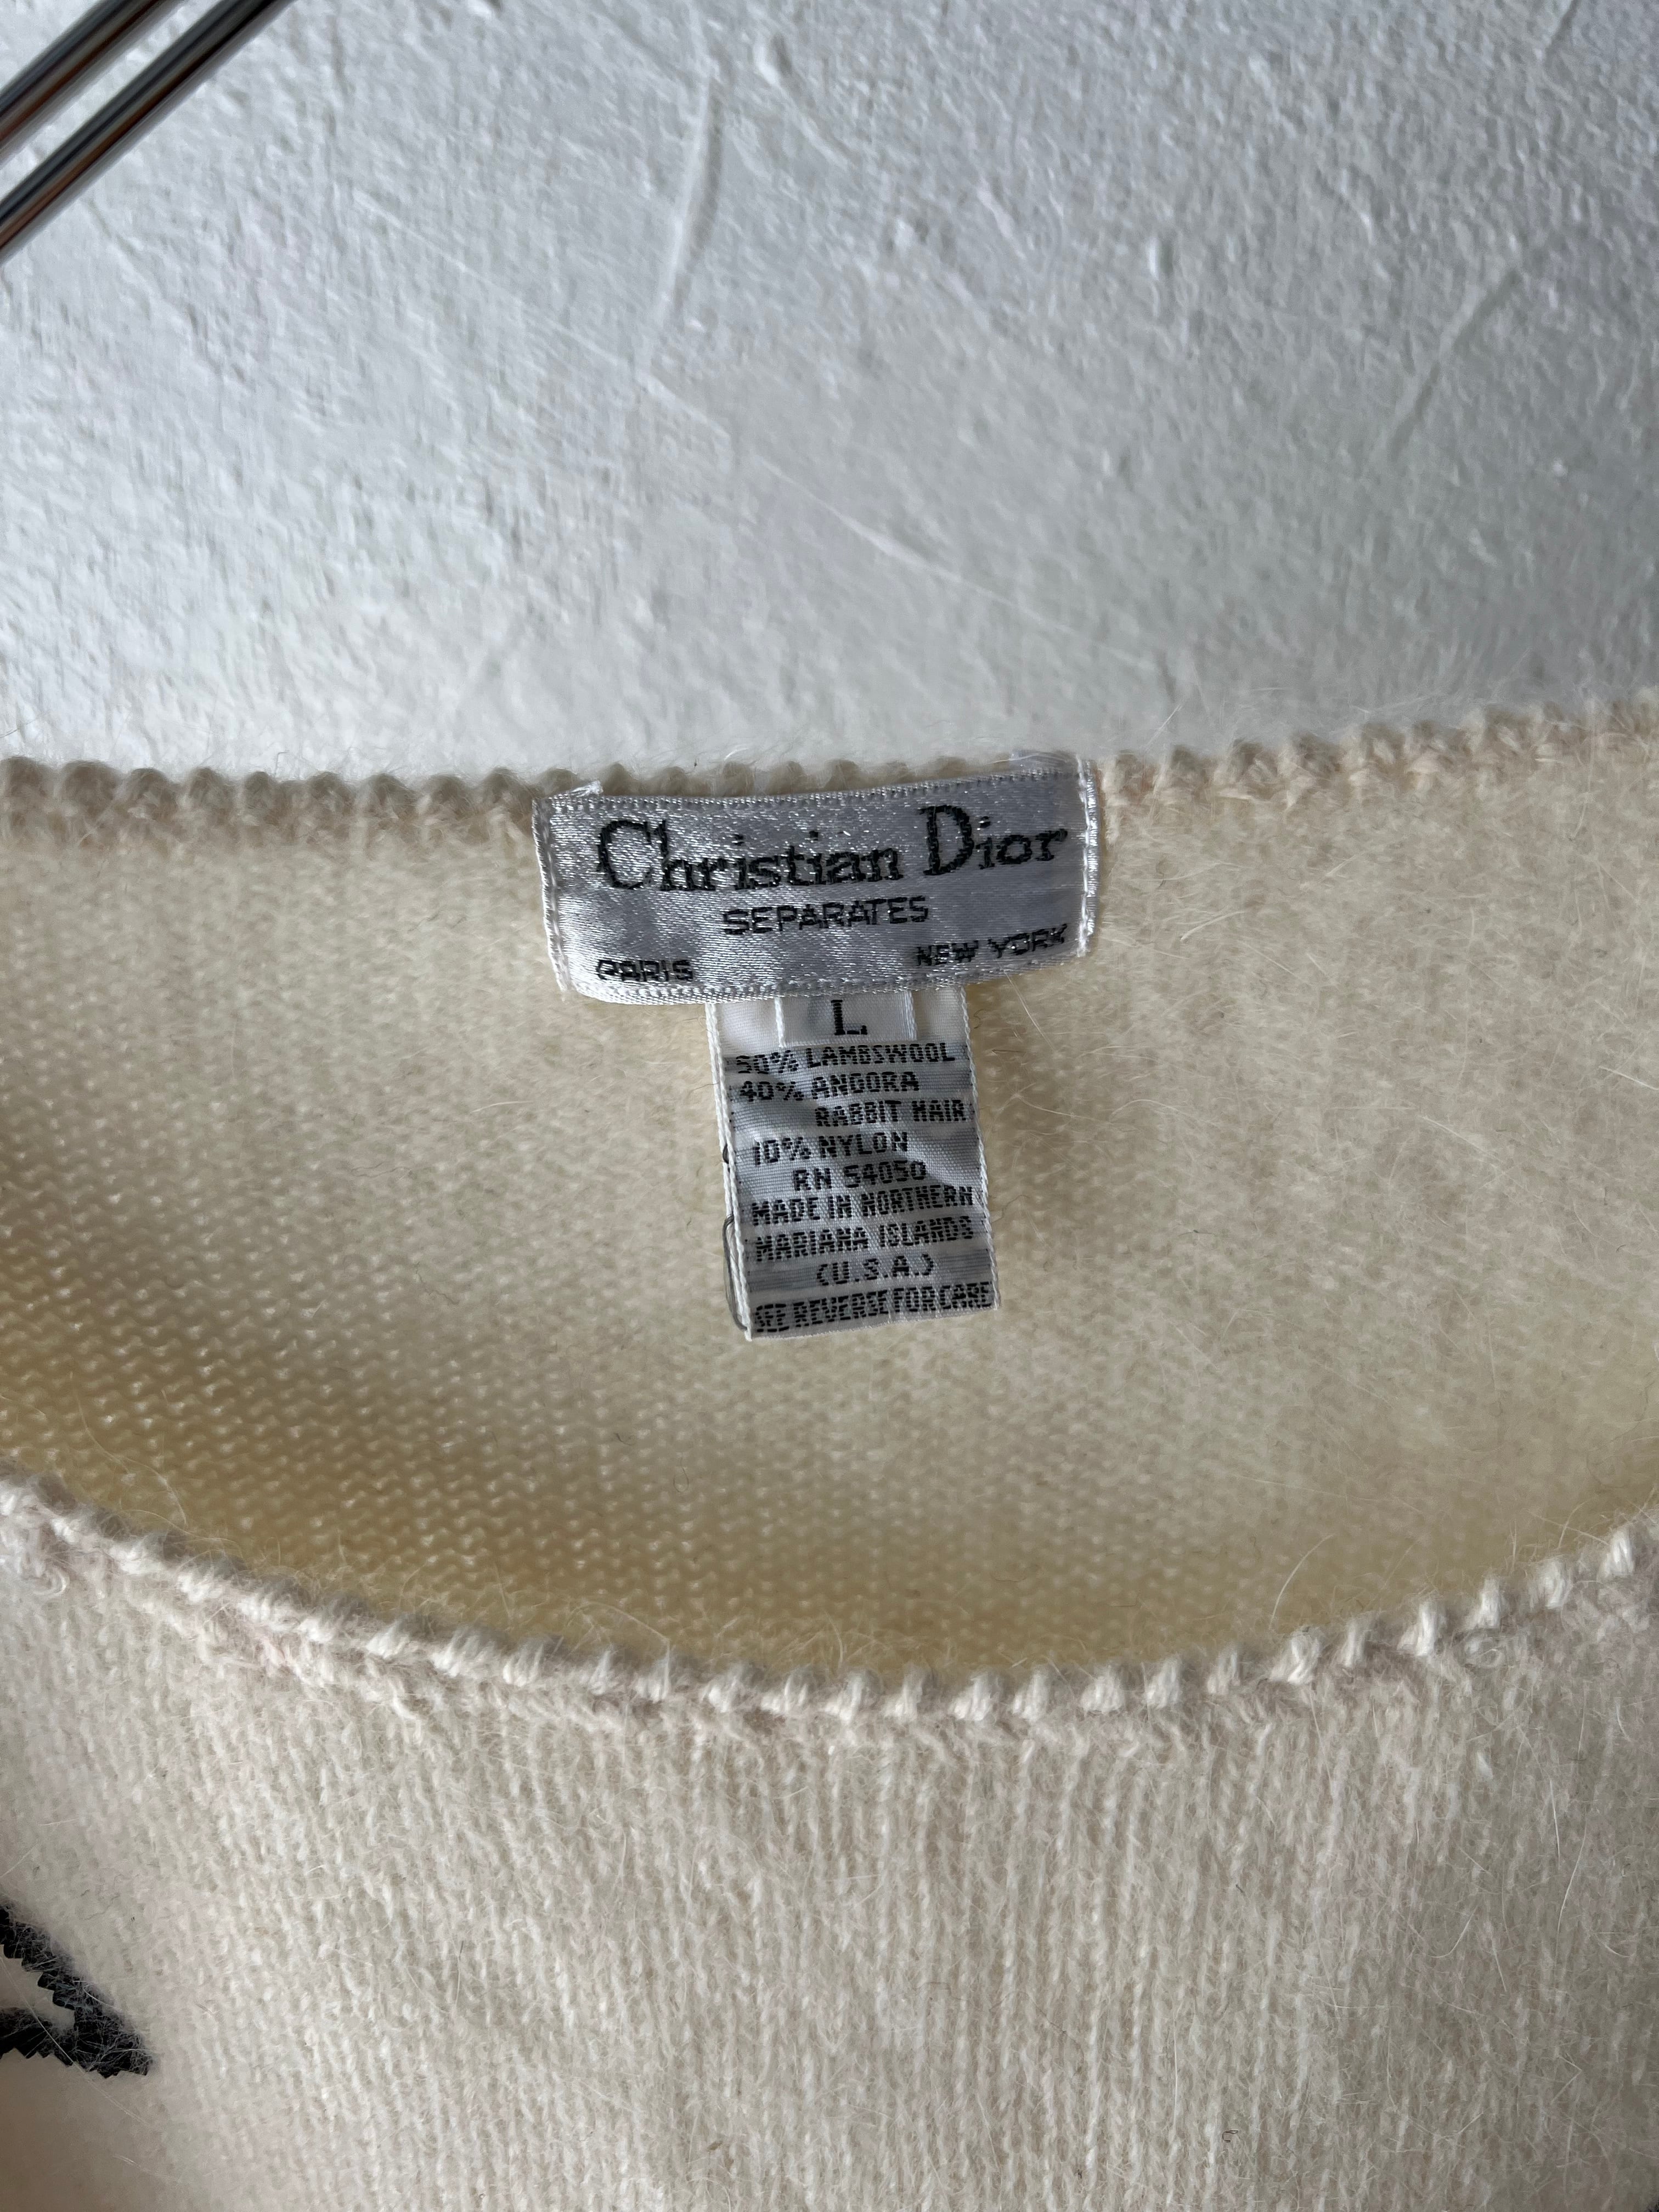 Christian Dior
SEPARATES
PARIS NEW YORK
L.
50% LAMBSWOOL
40% ANGORA
RABBIT HAIR
10% NYLON
RN 54050
MADE IN NORTHERN
MARIANA ISLANDS
(U.S.A.)
SEE REVERSE FOR CARE